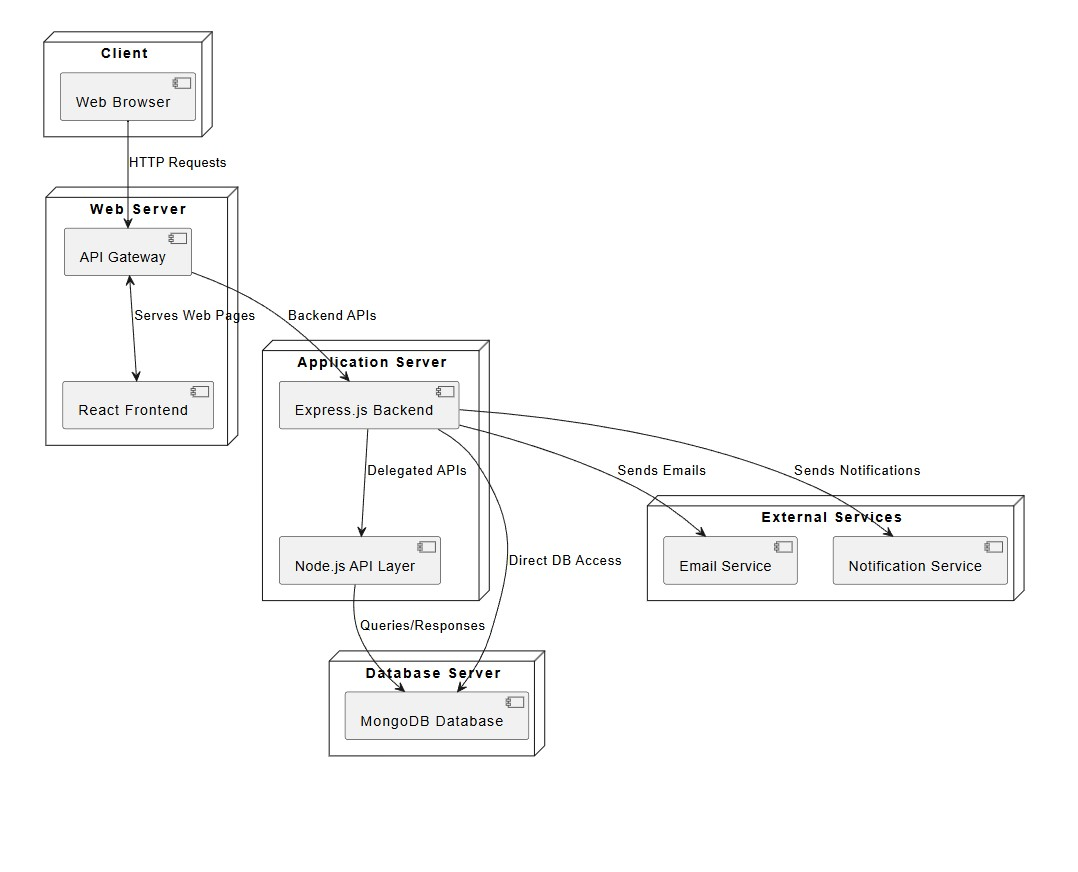 Client
Web Browser
HTTP Requests
Web Server
API Gateway
Serves Web Pages
Backend APIs
React Frontend
Application Server
Express.js Backend
Delegated APIs
Sends Emails
Sends Notifications
External Services
Node.js API Layer
Direct DB Access
Email Service
Notification Service
Queries/Responses
Database Server
MongoDB Database